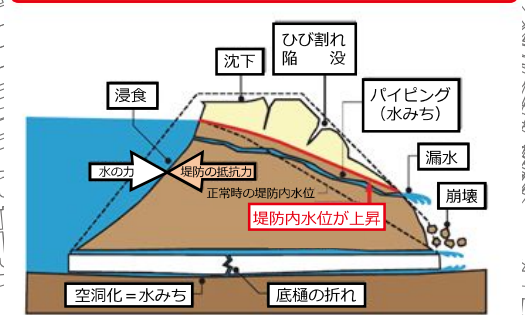 ひび割れ
陥　没
沈下
浸食
パイピング
（水みち）
漏水
水の力
堤防の抵抗力
正常時の堤防内水位
崩壊
堤防内水位が上昇
空洞化＝水みち
底樋の折れ